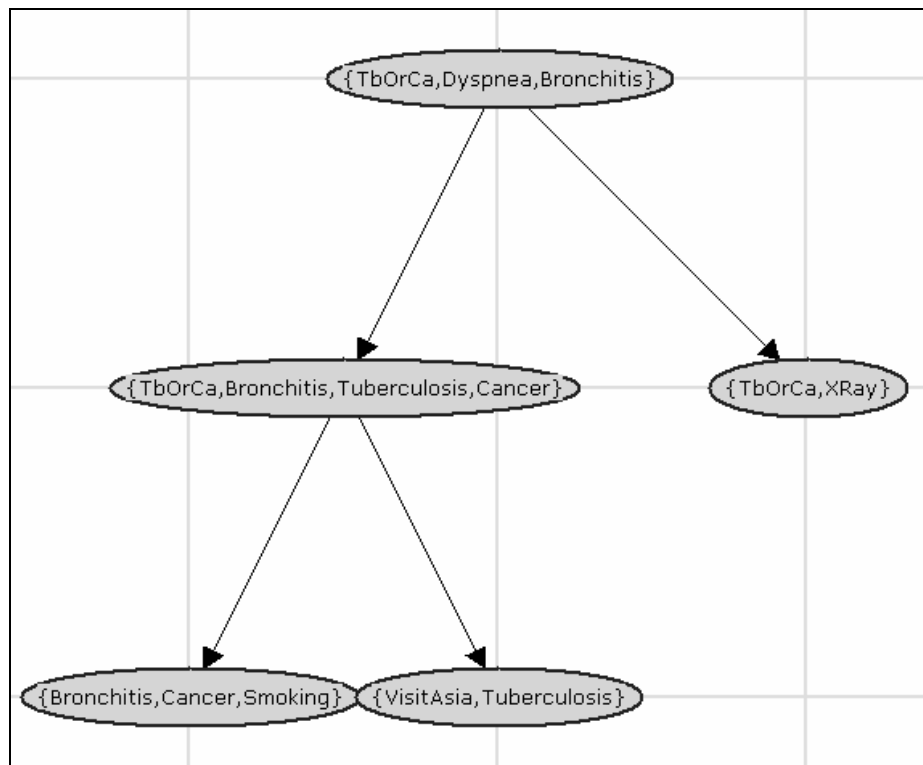 {TbOrCa,Dyspnea,Bronchitis}
{TbOrCa,Bronchitis,Tuberculosis,Cancer}
{TbOrCa,XRay}
{Bronchitis,Cancer,Smoking}
{VisitAsia,Tuberculosis}